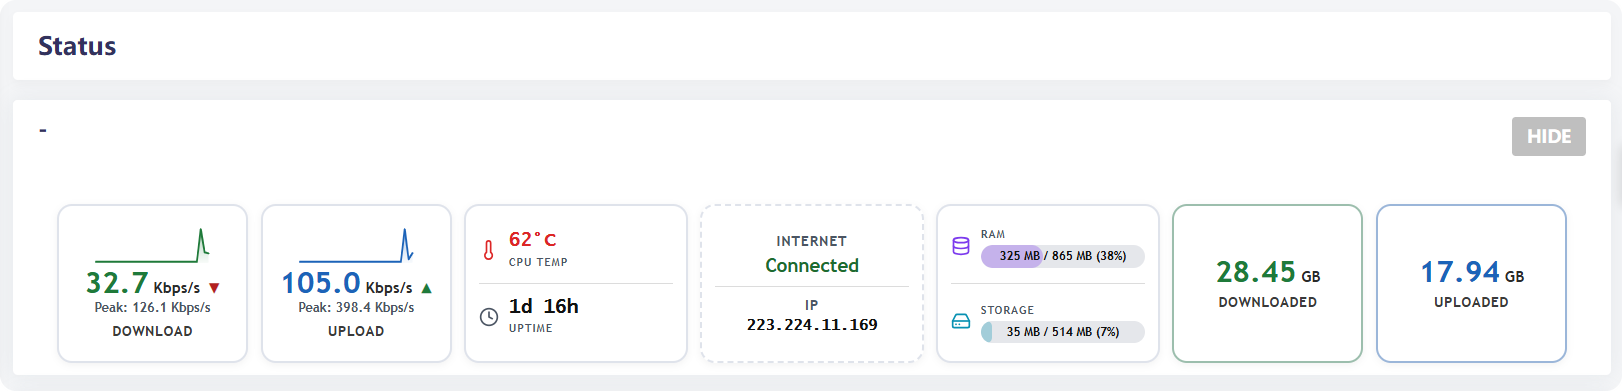 Status
-
HIDE
32.7 Kbps/s ▼
Peak: 126.1 Kbps/s
DOWNLOAD
105.0 Kbps/s ▲
Peak: 398.4 Kbps/s
UPLOAD
62°C
CPU TEMP
1d 16h
UPTIME
INTERNET
Connected
IP
223.224.11.169
RAM
325 MB / 865 MB (38%)
STORAGE
35 MB / 514 MB (7%)
28.45 GB
DOWNLOADED
17.94 GB
UPLOADED